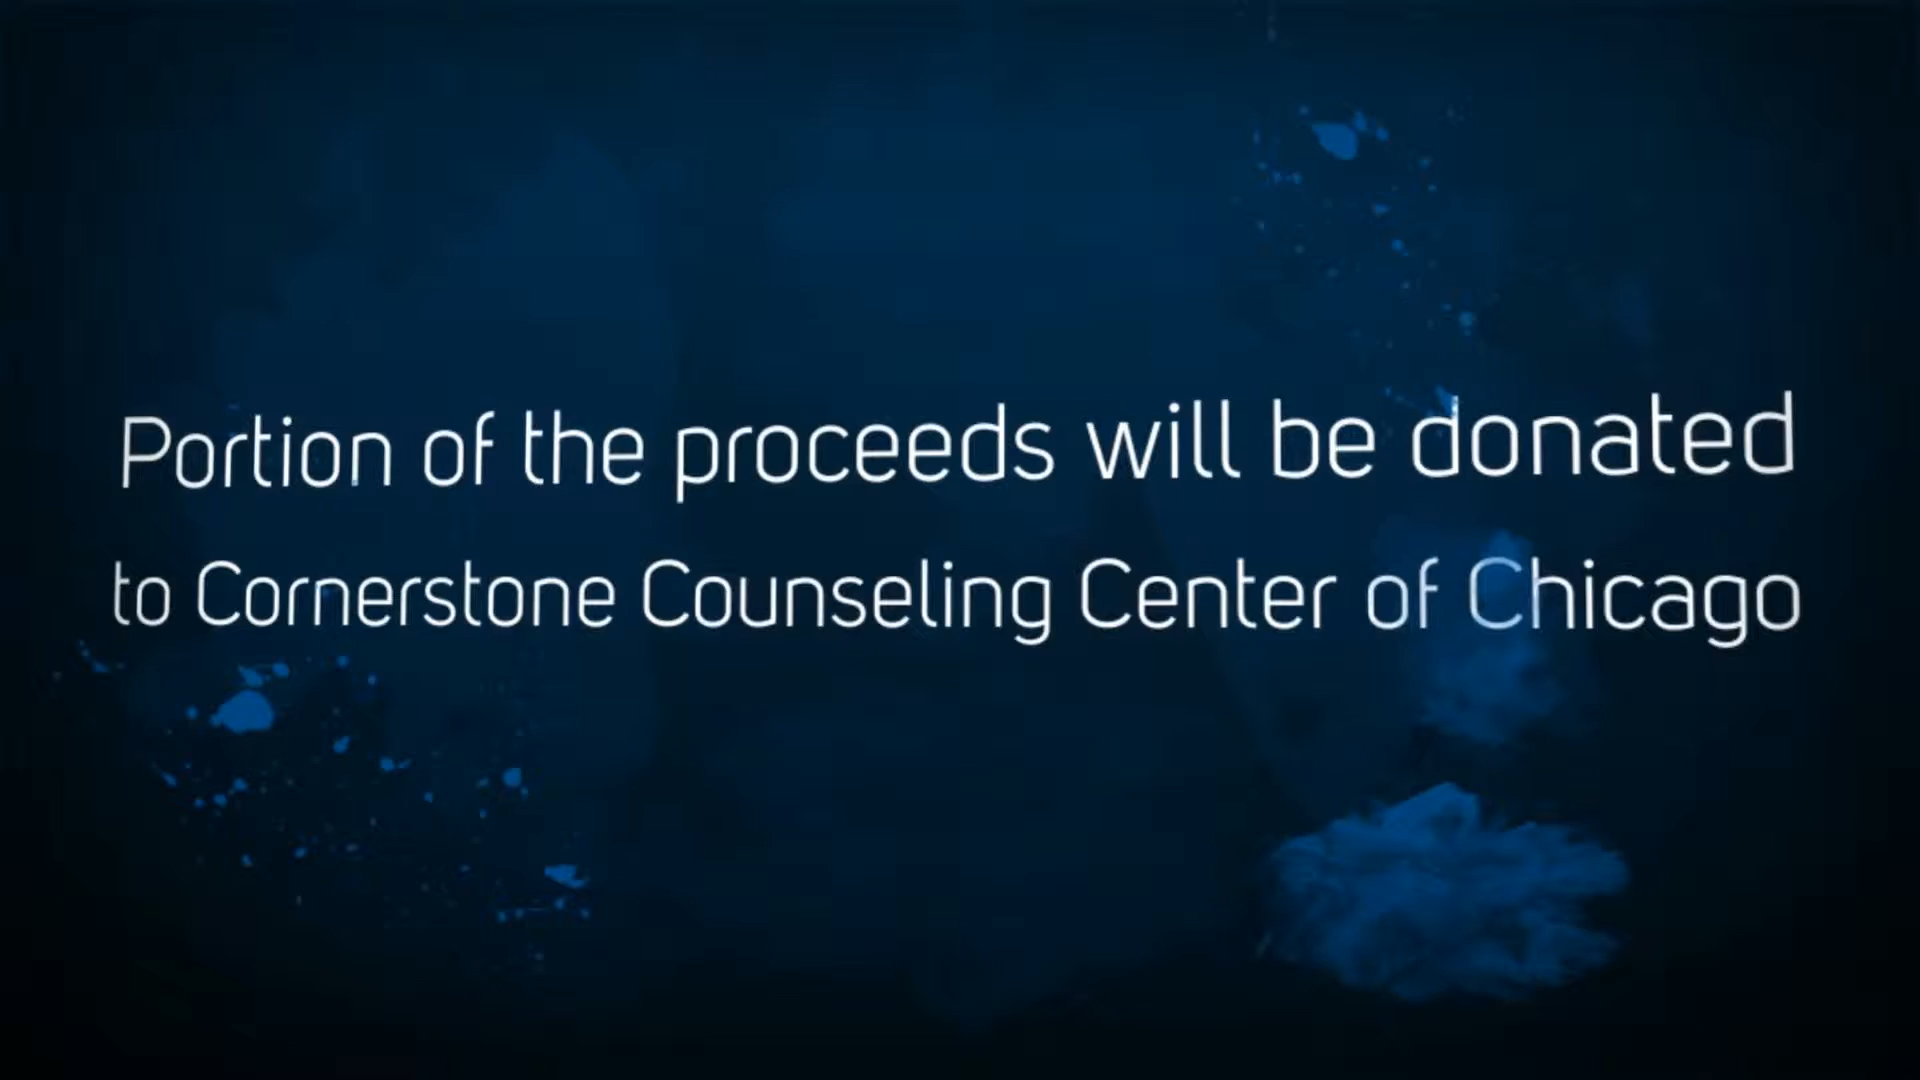 Portion of the proceeds will be donated
to Cornerstone Counseling Center of Chicago